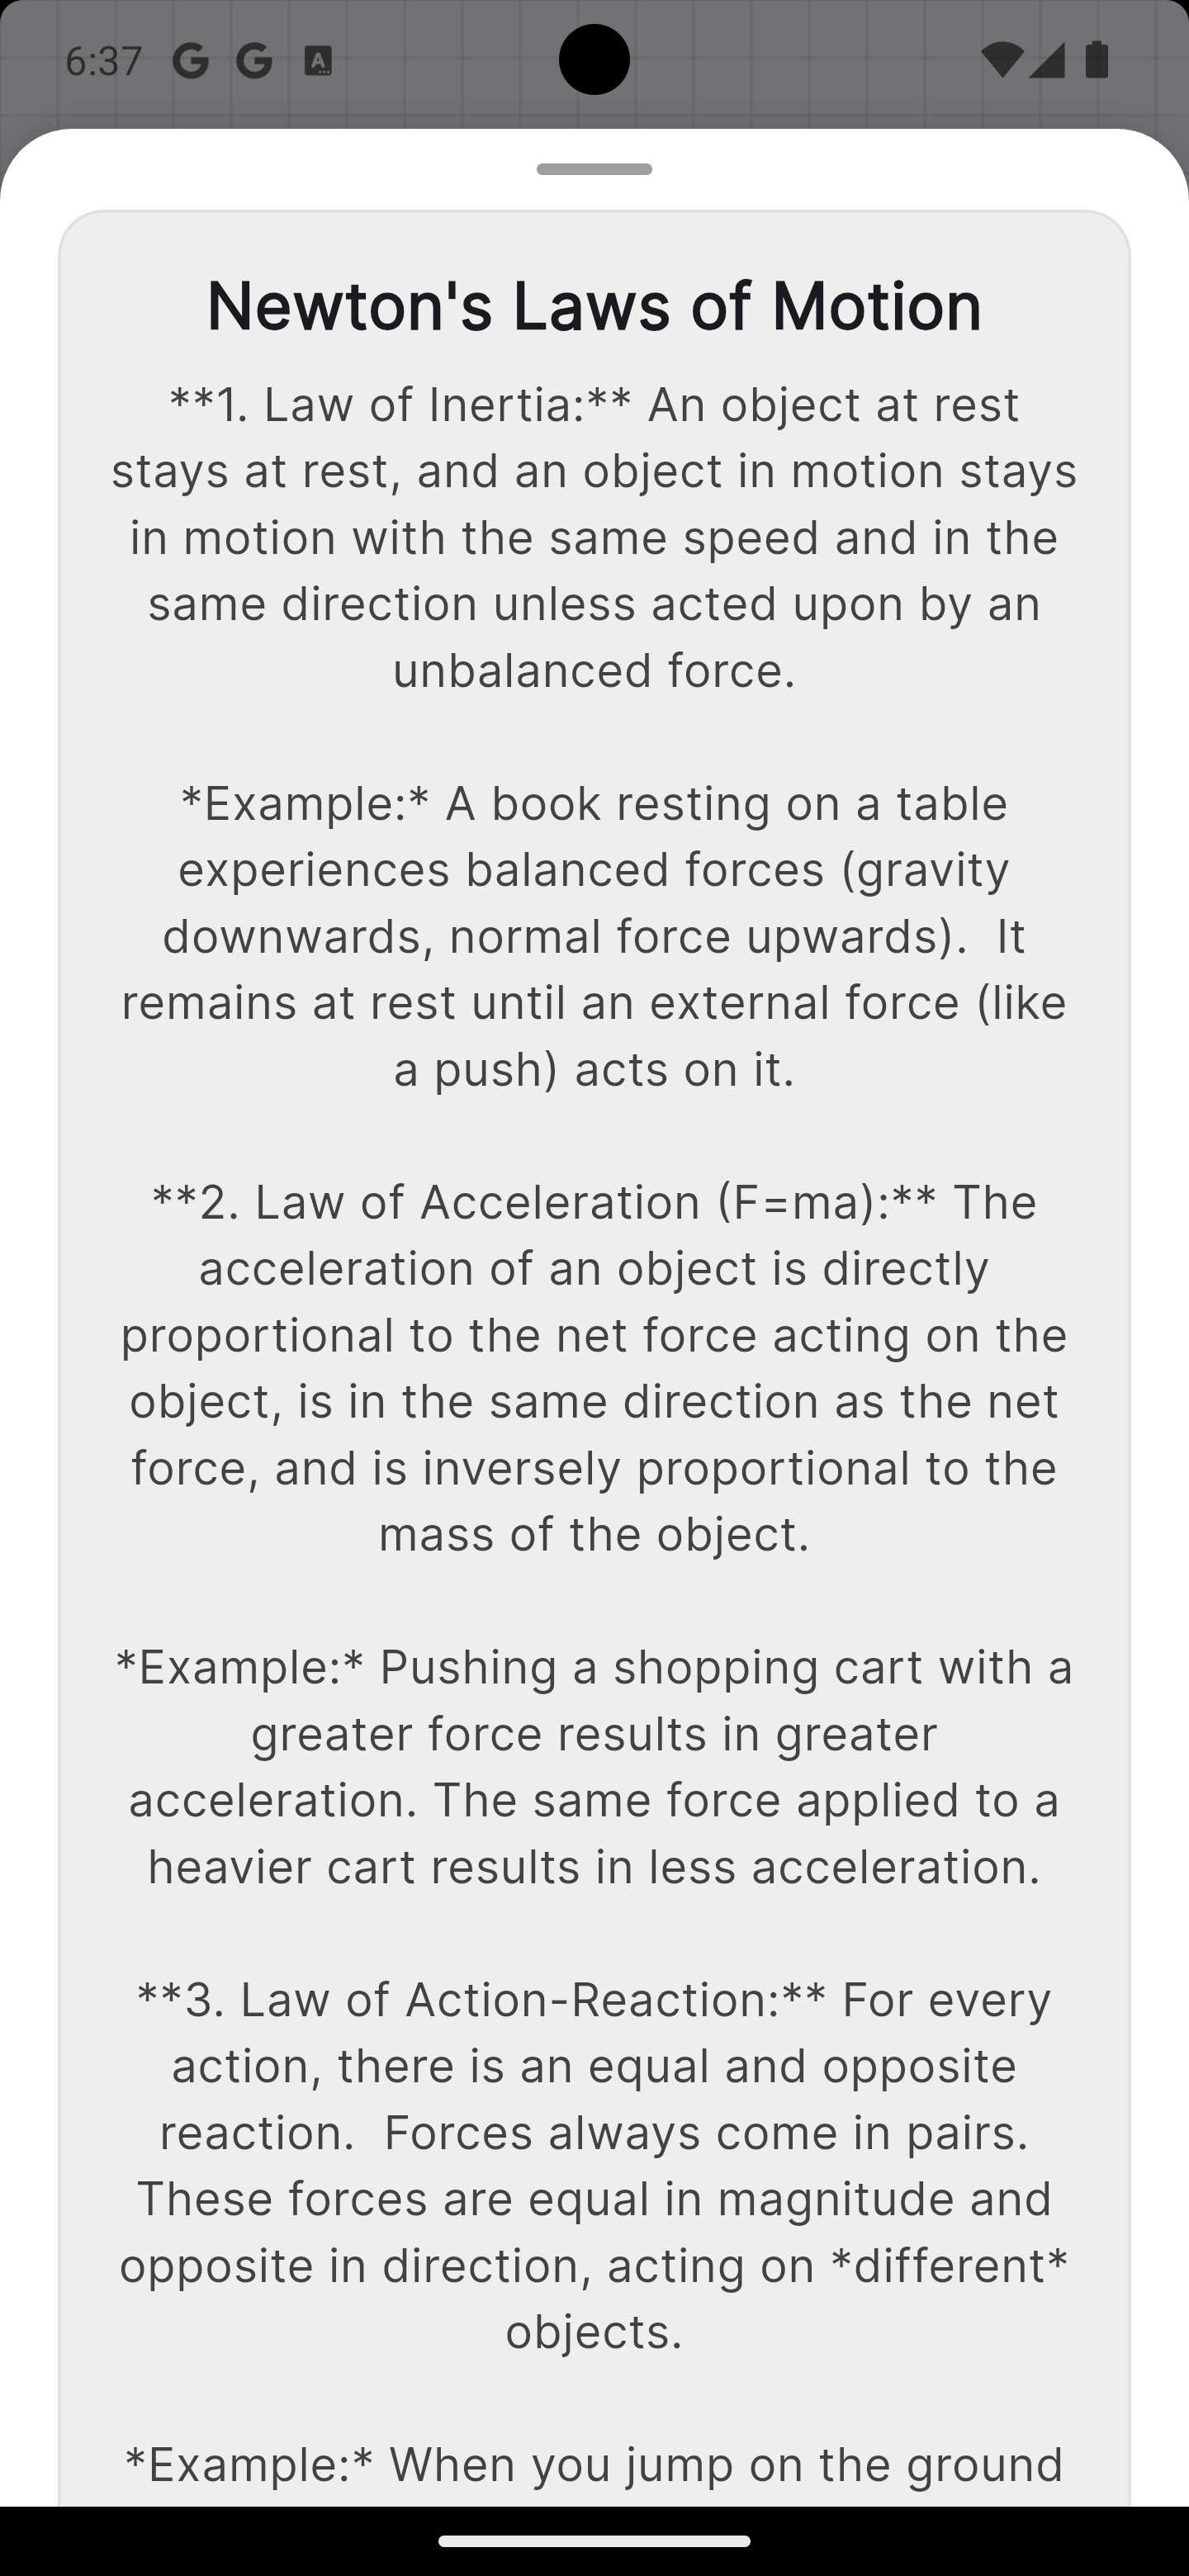 6:37
Newton's Laws of Motion
**1. Law of Inertia:** An object at rest
stays at rest, and an object in motion stays
in motion with the same speed and in the
same direction unless acted upon by an
unbalanced force.
*Example:* A book resting on a table
experiences balanced forces (gravity
downwards, normal force upwards).  It
remains at rest until an external force (like
a push) acts on it.
**2. Law of Acceleration (F=ma):** The
acceleration of an object is directly
proportional to the net force acting on the
object, is in the same direction as the net
force, and is inversely proportional to the
mass of the object.
*Example:* Pushing a shopping cart with a
greater force results in greater
acceleration. The same force applied to a
heavier cart results in less acceleration.
**3. Law of Action-Reaction:** For every
action, there is an equal and opposite
reaction.  Forces always come in pairs.
These forces are equal in magnitude and
opposite in direction, acting on *different*
objects.
*Example:* When you jump on the ground